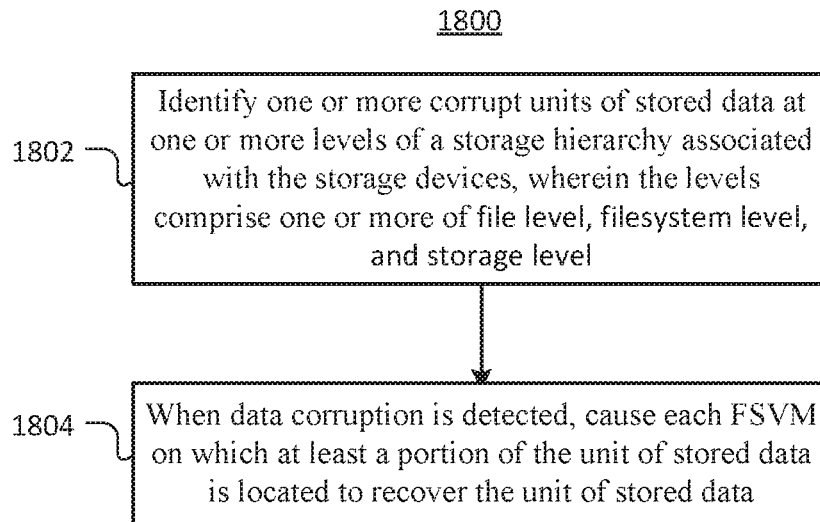 1800
1802
Identify one or more corrupt units of stored data at
one or more levels of a storage hierarchy associated
with the storage devices, wherein the levels
comprise one or more of file level, filesystem level,
and storage level
1804
When data corruption is detected, cause each FSVM
on which at least a portion of the unit of stored data
is located to recover the unit of stored data